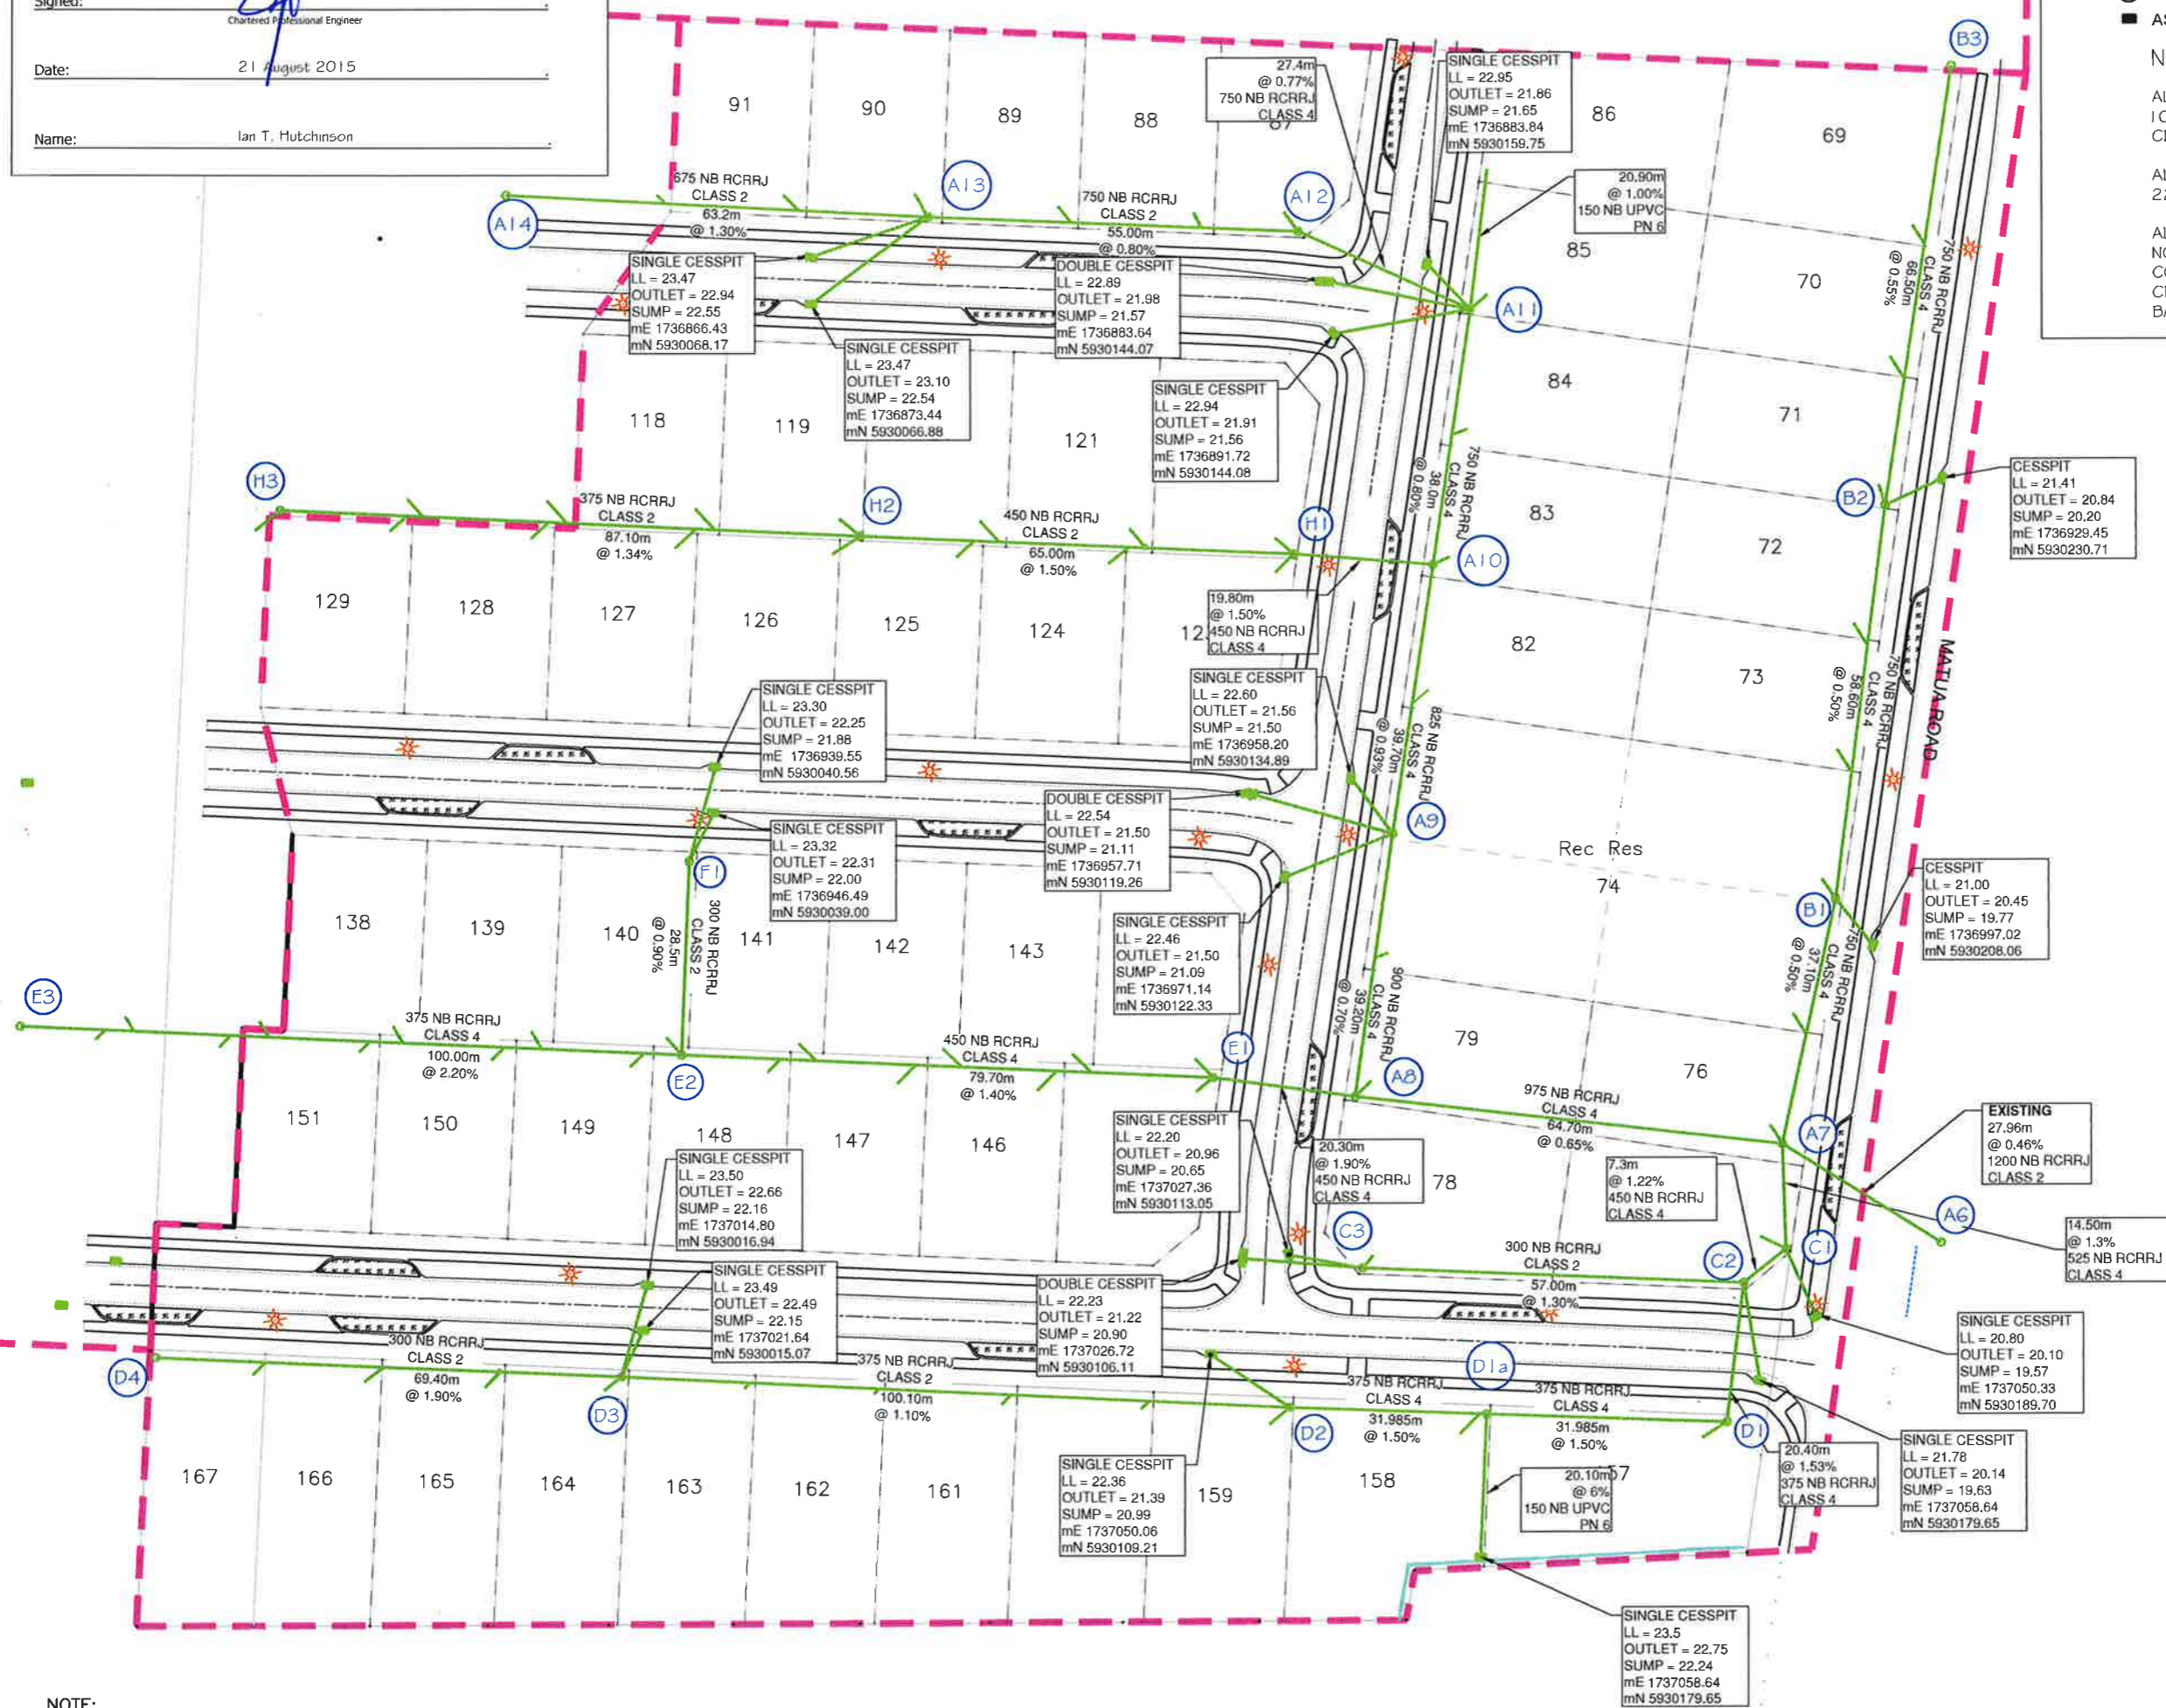 Signed:
Chartered Professional Engineer
Date: 21 August 2015
Name: Ian T. Hutchinson
NOTE:
91
90
89
88
86
69
85
70
84
71
83
72
82
73
Rec Res
74
79
76
78
118
119
121
129
128
127
126
125
124
138
139
140
141
142
143
151
150
149
148
147
146
167
166
165
164
163
162
161
159
158
MATUA ROAD
A14
A13
A12
A11
A10
A9
A8
A7
A6
B3
B2
B1
C1
C2
C3
D1
D1a
D2
D3
D4
E1
E2
E3
F1
H1
H2
H3
675 NB RCRRJ
CLASS 2
63.2m
@ 1.30%
750 NB RCRRJ
CLASS 2
55.00m
@ 0.80%
27.4m
@ 0.77%
750 NB RCRRJ
CLASS 4
SINGLE CESSPIT
LL = 22.95
OUTLET = 21.86
SUMP = 21.65
mE 1736883.84
mN 5930159.75
20.90m
@ 1.00%
150 NB UPVC
PN 6
SINGLE CESSPIT
LL = 23.47
OUTLET = 22.94
SUMP = 22.55
mE 1736866.43
mN 5930068.17
SINGLE CESSPIT
LL = 23.47
OUTLET = 23.10
SUMP = 22.54
mE 1736873.44
mN 5930066.88
DOUBLE CESSPIT
LL = 22.89
OUTLET = 21.98
SUMP = 21.57
mE 1736883.64
mN 5930144.07
SINGLE CESSPIT
LL = 22.94
OUTLET = 21.91
SUMP = 21.56
mE 1736891.72
mN 5930144.08
750 NB RCRRJ
CLASS 4
66.50m
@ 0.55%
750 NB RCRRJ
CLASS 4
38.0m
@ 0.80%
CESSPIT
LL = 21.41
OUTLET = 20.84
SUMP = 20.20
mE 1736929.45
mN 5930230.71
375 NB RCRRJ
CLASS 2
87.10m
@ 1.34%
450 NB RCRRJ
CLASS 2
65.00m
@ 1.50%
19.80m
@ 1.50%
450 NB RCRRJ
CLASS 4
750 NB RCRRJ
CLASS 4
58.60m
@ 0.50%
SINGLE CESSPIT
LL = 22.60
OUTLET = 21.56
SUMP = 21.50
mE 1736958.20
mN 5930134.89
825 NB RCRRJ
CLASS 4
39.70m
@ 0.93%
SINGLE CESSPIT
LL = 23.30
OUTLET = 22.25
SUMP = 21.88
mE 1736939.55
mN 5930040.56
SINGLE CESSPIT
LL = 23.32
OUTLET = 22.31
SUMP = 22.00
mE 1736946.49
mN 5930039.00
DOUBLE CESSPIT
LL = 22.54
OUTLET = 21.50
SUMP = 21.11
mE 1736957.71
mN 5930119.26
SINGLE CESSPIT
LL = 22.46
OUTLET = 21.50
SUMP = 21.09
mE 1736971.14
mN 5930122.33
CESSPIT
LL = 21.00
OUTLET = 20.45
SUMP = 19.77
mE 1736997.02
mN 5930208.06
300 NB RCRRJ
CLASS 2
28.5m
@ 0.90%
900 NB RCRRJ
CLASS 4
39.20m
@ 0.70%
750 NB RCRRJ
CLASS 4
37.10m
@ 0.50%
375 NB RCRRJ
CLASS 4
100.00m
@ 2.20%
450 NB RCRRJ
CLASS 4
79.70m
@ 1.40%
975 NB RCRRJ
CLASS 4
64.70m
@ 0.65%
EXISTING
27.96m
@ 0.46%
1200 NB RCRRJ
CLASS 2
SINGLE CESSPIT
LL = 22.20
OUTLET = 20.96
SUMP = 20.65
mE 1737027.36
mN 5930113.05
20.30m
@ 1.90%
450 NB RCRRJ
CLASS 4
7.3m
@ 1.22%
450 NB RCRRJ
CLASS 4
14.50m
@ 1.3%
525 NB RCRRJ
CLASS 4
SINGLE CESSPIT
LL = 23.50
OUTLET = 22.66
SUMP = 22.16
mE 1737014.80
mN 5930016.94
SINGLE CESSPIT
LL = 23.49
OUTLET = 22.49
SUMP = 22.15
mE 1737021.64
mN 5930015.07
DOUBLE CESSPIT
LL = 22.23
OUTLET = 21.22
SUMP = 20.90
mE 1737026.72
mN 5930106.11
300 NB RCRRJ
CLASS 2
57.00m
@ 1.30%
SINGLE CESSPIT
LL = 20.80
OUTLET = 20.10
SUMP = 19.57
mE 1737050.33
mN 5930189.70
300 NB RCRRJ
CLASS 2
69.40m
@ 1.90%
375 NB RCRRJ
CLASS 2
100.10m
@ 1.10%
375 NB RCRRJ
CLASS 4
31.985m
@ 1.50%
375 NB RCRRJ
CLASS 4
31.985m
@ 1.50%
20.40m
@ 1.53%
375 NB RCRRJ
CLASS 4
SINGLE CESSPIT
LL = 21.78
OUTLET = 20.14
SUMP = 19.63
mE 1737058.64
mN 5930179.65
SINGLE CESSPIT
LL = 22.36
OUTLET = 21.39
SUMP = 20.99
mE 1737050.06
mN 5930109.21
20.10m
@ 6%
150 NB UPVC
PN 6
SINGLE CESSPIT
LL = 23.5
OUTLET = 22.75
SUMP = 22.24
mE 1737058.64
mN 5930179.65